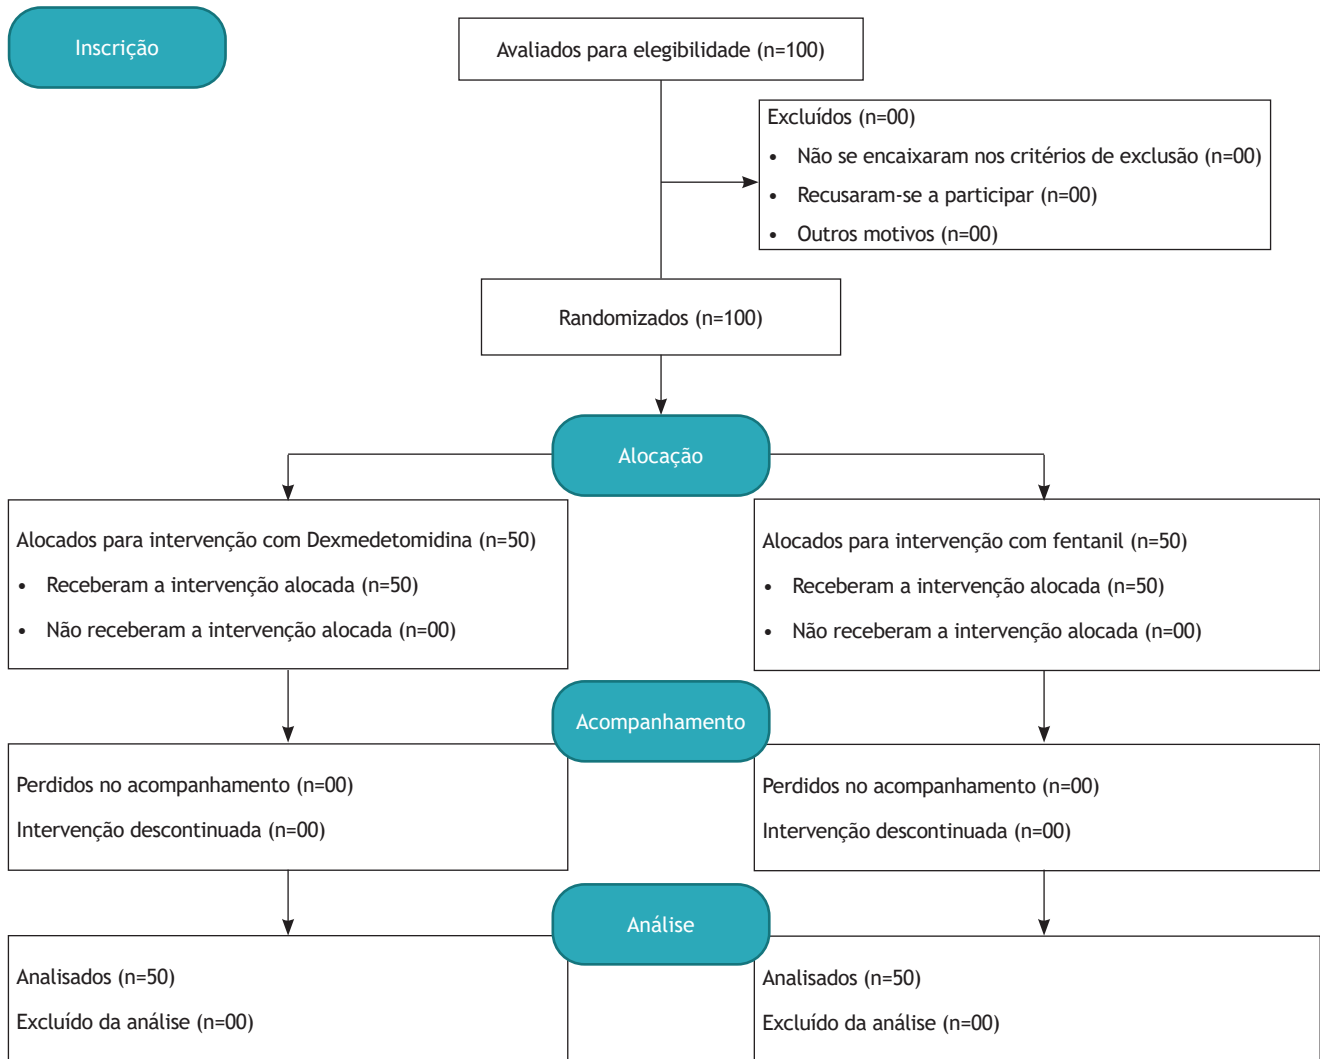 Inscrição
Avaliados para elegibilidade (n=100)
Excluídos (n=00)
• Não se encaixaram nos critérios de exclusão (n=00)
• Recusaram-se a participar (n=00)
• Outros motivos (n=00)
Randomizados (n=100)
Alocação
Alocados para intervenção com Dexmedetomidina (n=50)
• Receberam a intervenção alocada (n=50)
• Não receberam a intervenção alocada (n=00)
Alocados para intervenção com fentanil (n=50)
• Receberam a intervenção alocada (n=50)
• Não receberam a intervenção alocada (n=00)
Acompanhamento
Perdidos no acompanhamento (n=00)
Intervenção descontinuada (n=00)
Perdidos no acompanhamento (n=00)
Intervenção descontinuada (n=00)
Análise
Analisados (n=50)
Excluído da análise (n=00)
Analisados (n=50)
Excluído da análise (n=00)